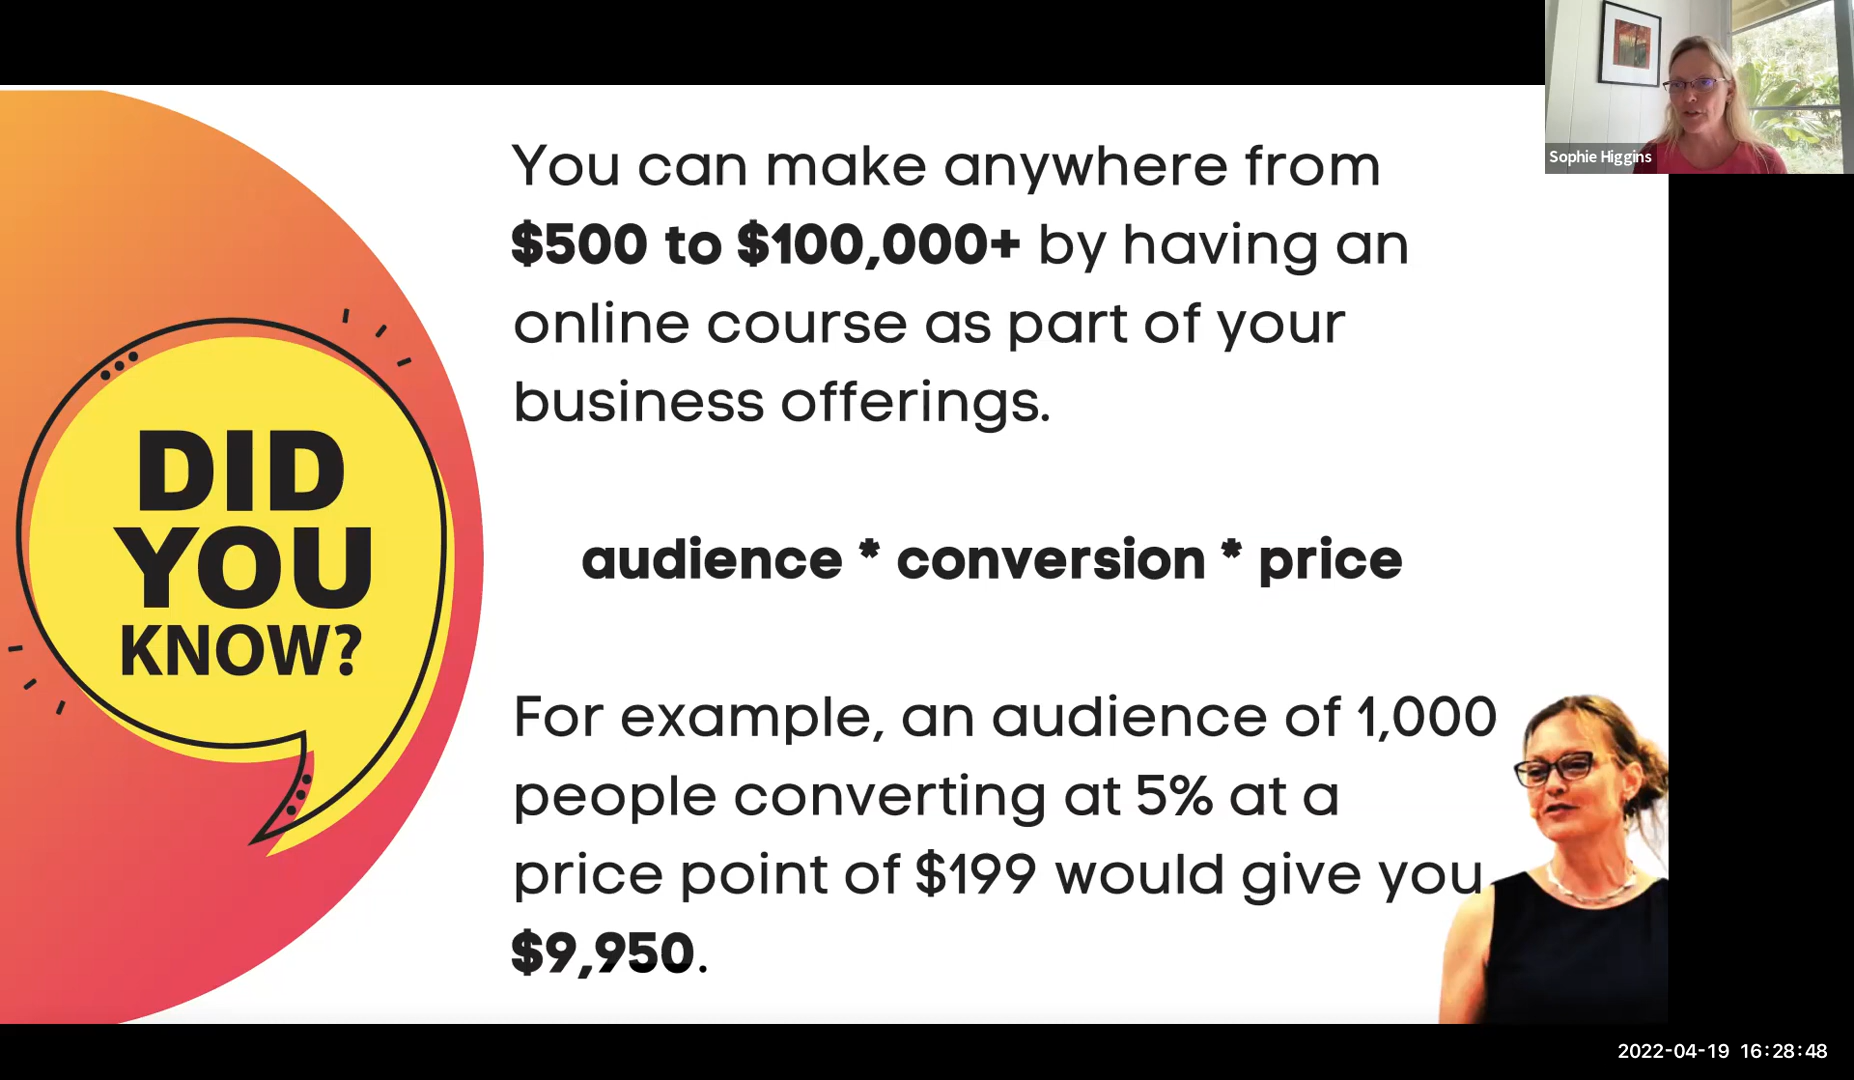 Sophie Higgins
DID
YOU
KNOW?
You can make anywhere from
$500 to $100,000+ by having an
online course as part of your
business offerings.
audience * conversion * price
For example, an audience of 1,000
people converting at 5% at a
price point of $199 would give you
$9,950.
2022-04-19 16:28:48